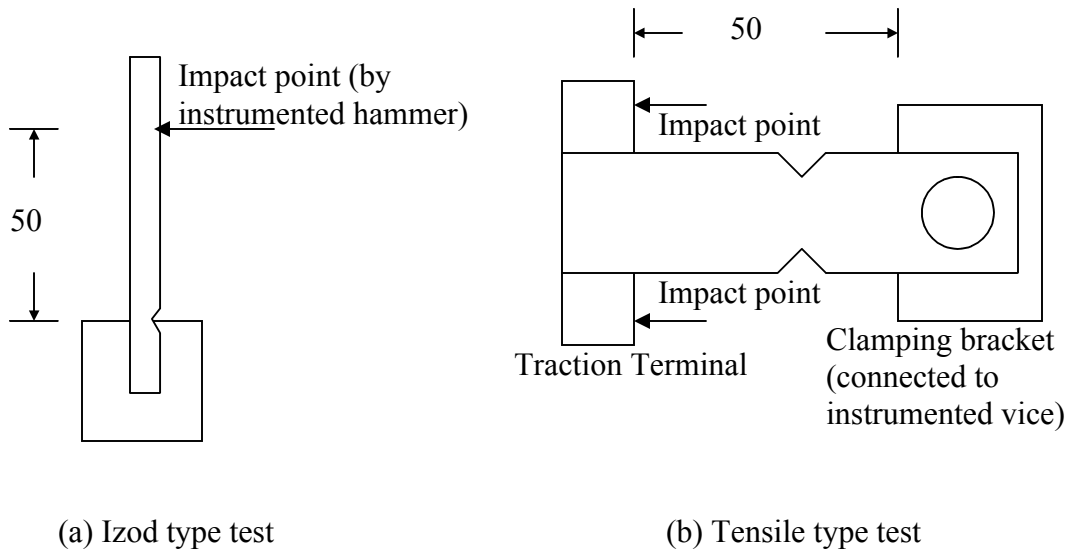 50
Impact point (by
instrumented hammer)
50
Impact point
Impact point
Traction Terminal
Clamping bracket
(connected to
instrumented vice)
(a) Izod type test
(b) Tensile type test